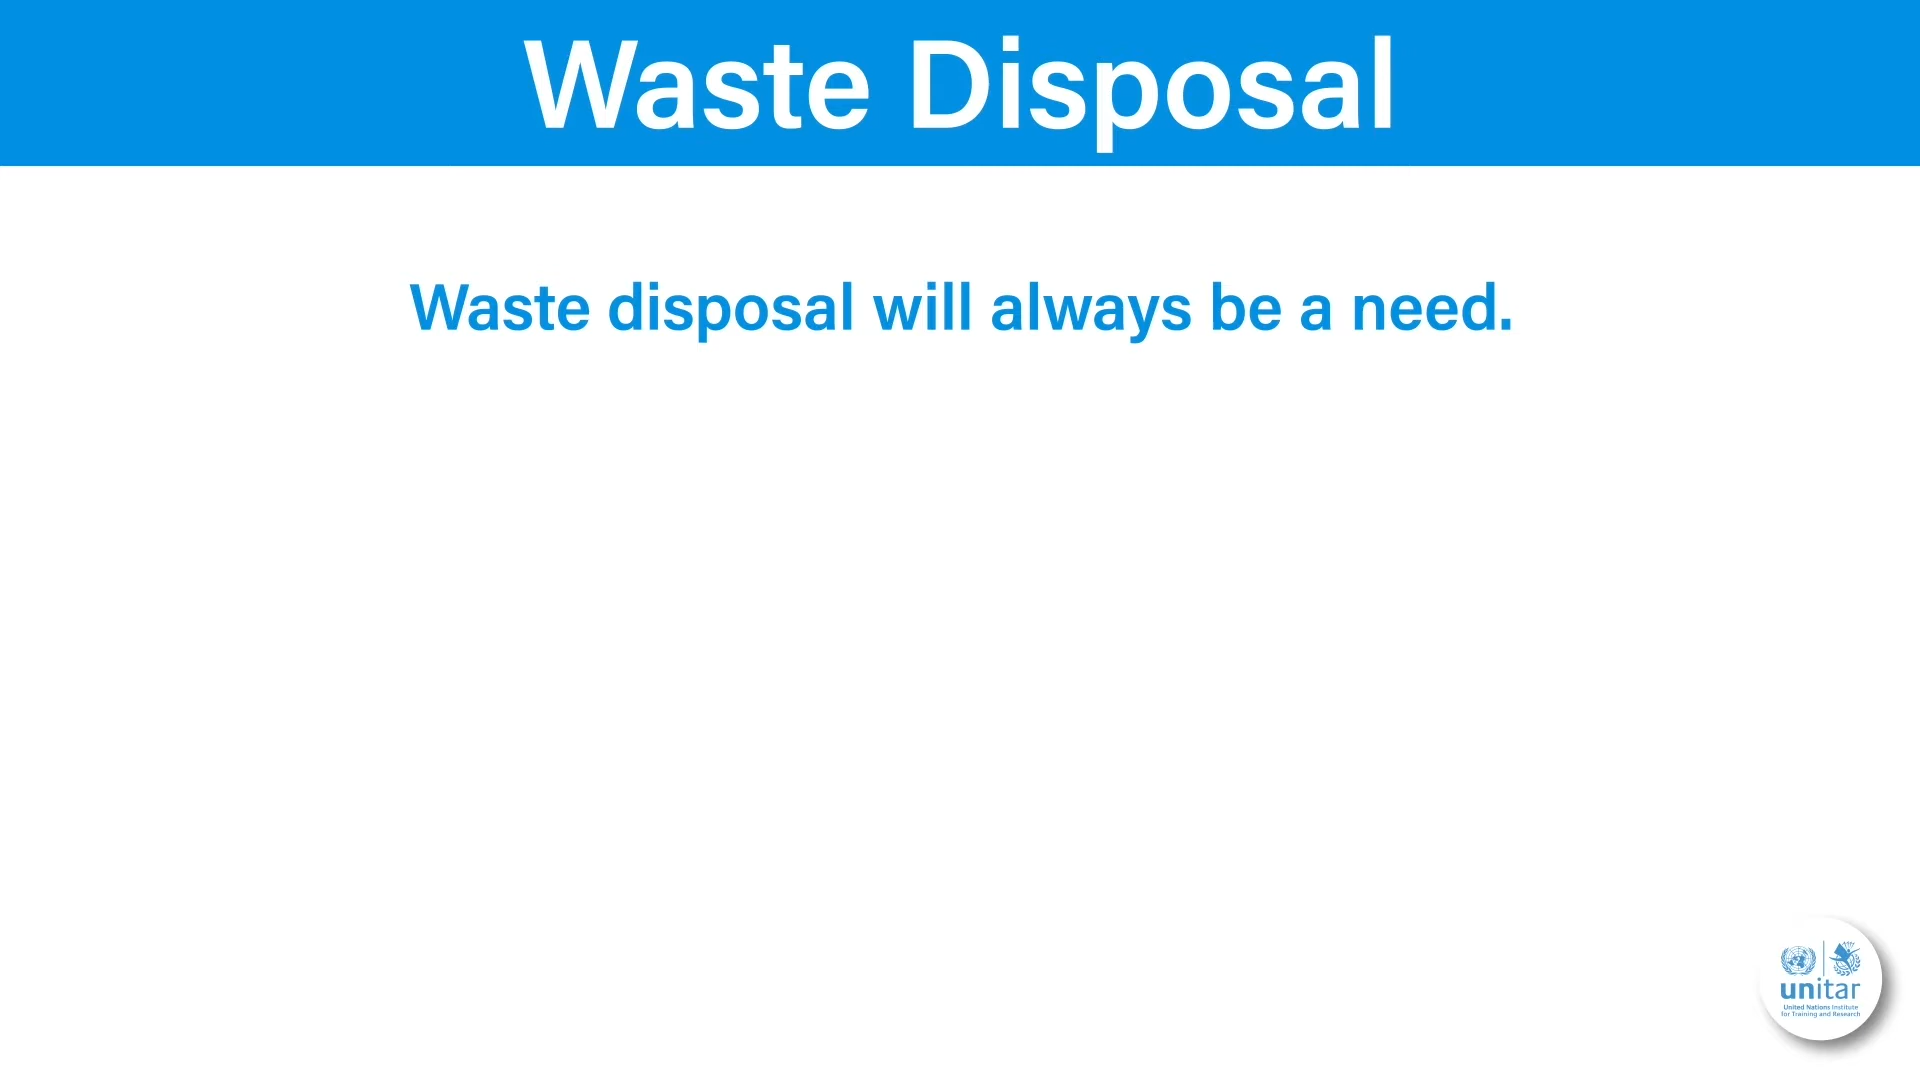 Waste Disposal
Waste disposal will always be a need.
unitar
United Nations Institute
for Training and Research